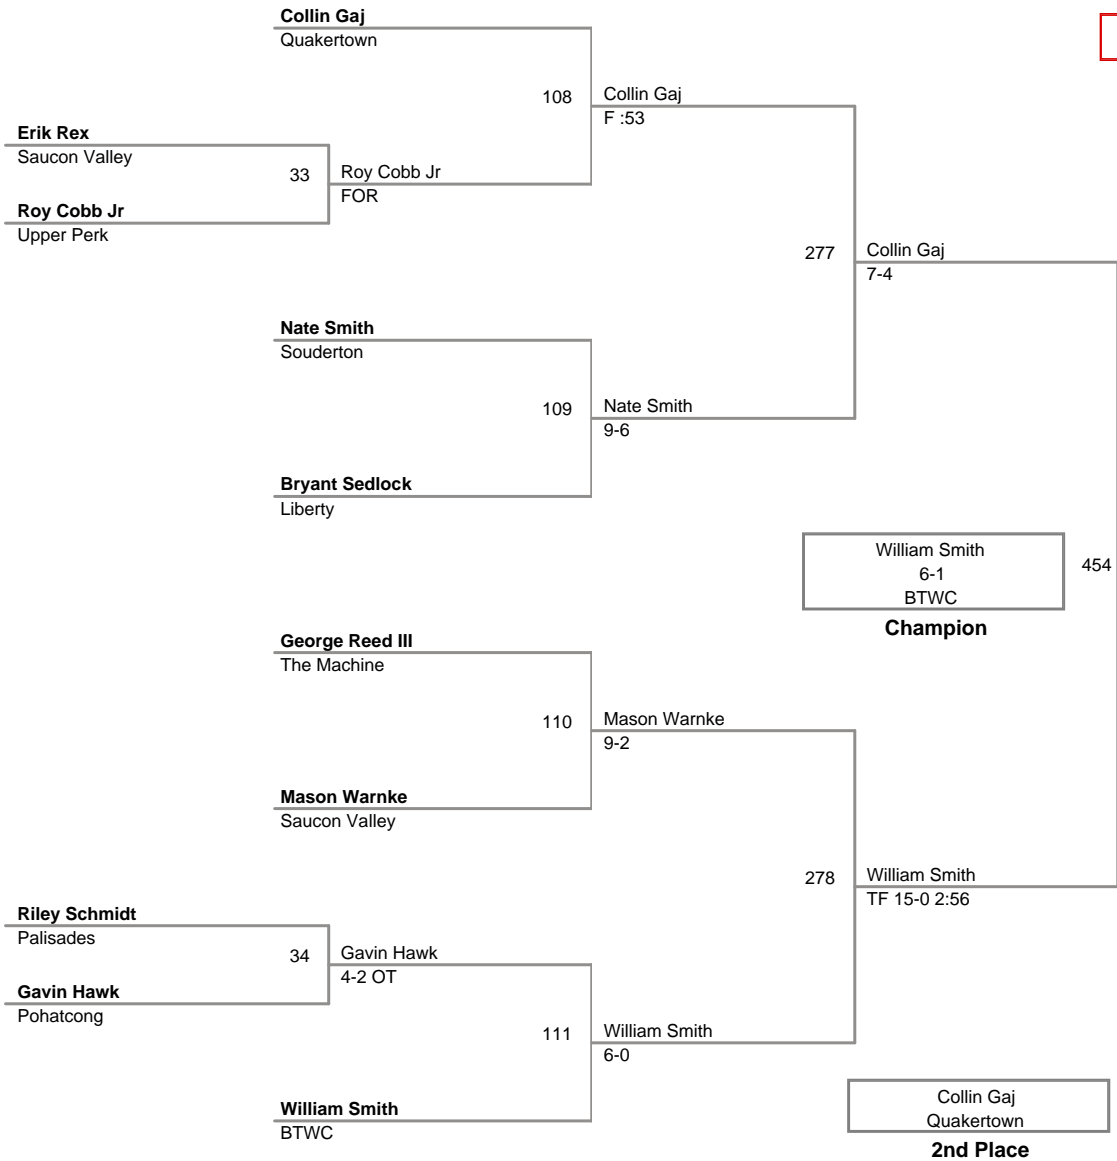 Collin Gaj
Quakertown
108
Collin Gaj
F :53
Erik Rex
Saucon Valley
33
Roy Cobb Jr
FOR
Roy Cobb Jr
Upper Perk
277
Collin Gaj
7-4
Nate Smith
Souderton
109
Nate Smith
9-6
Bryant Sedlock
Liberty
William Smith
6-1
BTWC
454
Champion
George Reed III
The Machine
110
Mason Warnke
9-2
Mason Warnke
Saucon Valley
278
William Smith
TF 15-0 2:56
Riley Schmidt
Palisades
34
Gavin Hawk
4-2 OT
Gavin Hawk
Pohatcong
111
William Smith
6-0
William Smith
BTWC
Collin Gaj
Quakertown
2nd Place